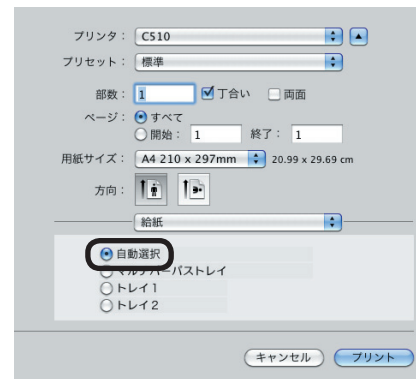 プリンタ： C510
プリセット： 標準
部数： 1 丁合い 両面
ページ： すべて
開始： 1 終了： 1
用紙サイズ： A4 210 x 297mm 20.99 x 29.69 cm
方向：
給紙
自動選択
マルチパーパストレイ
トレイ1
トレイ2
キャンセル プリント